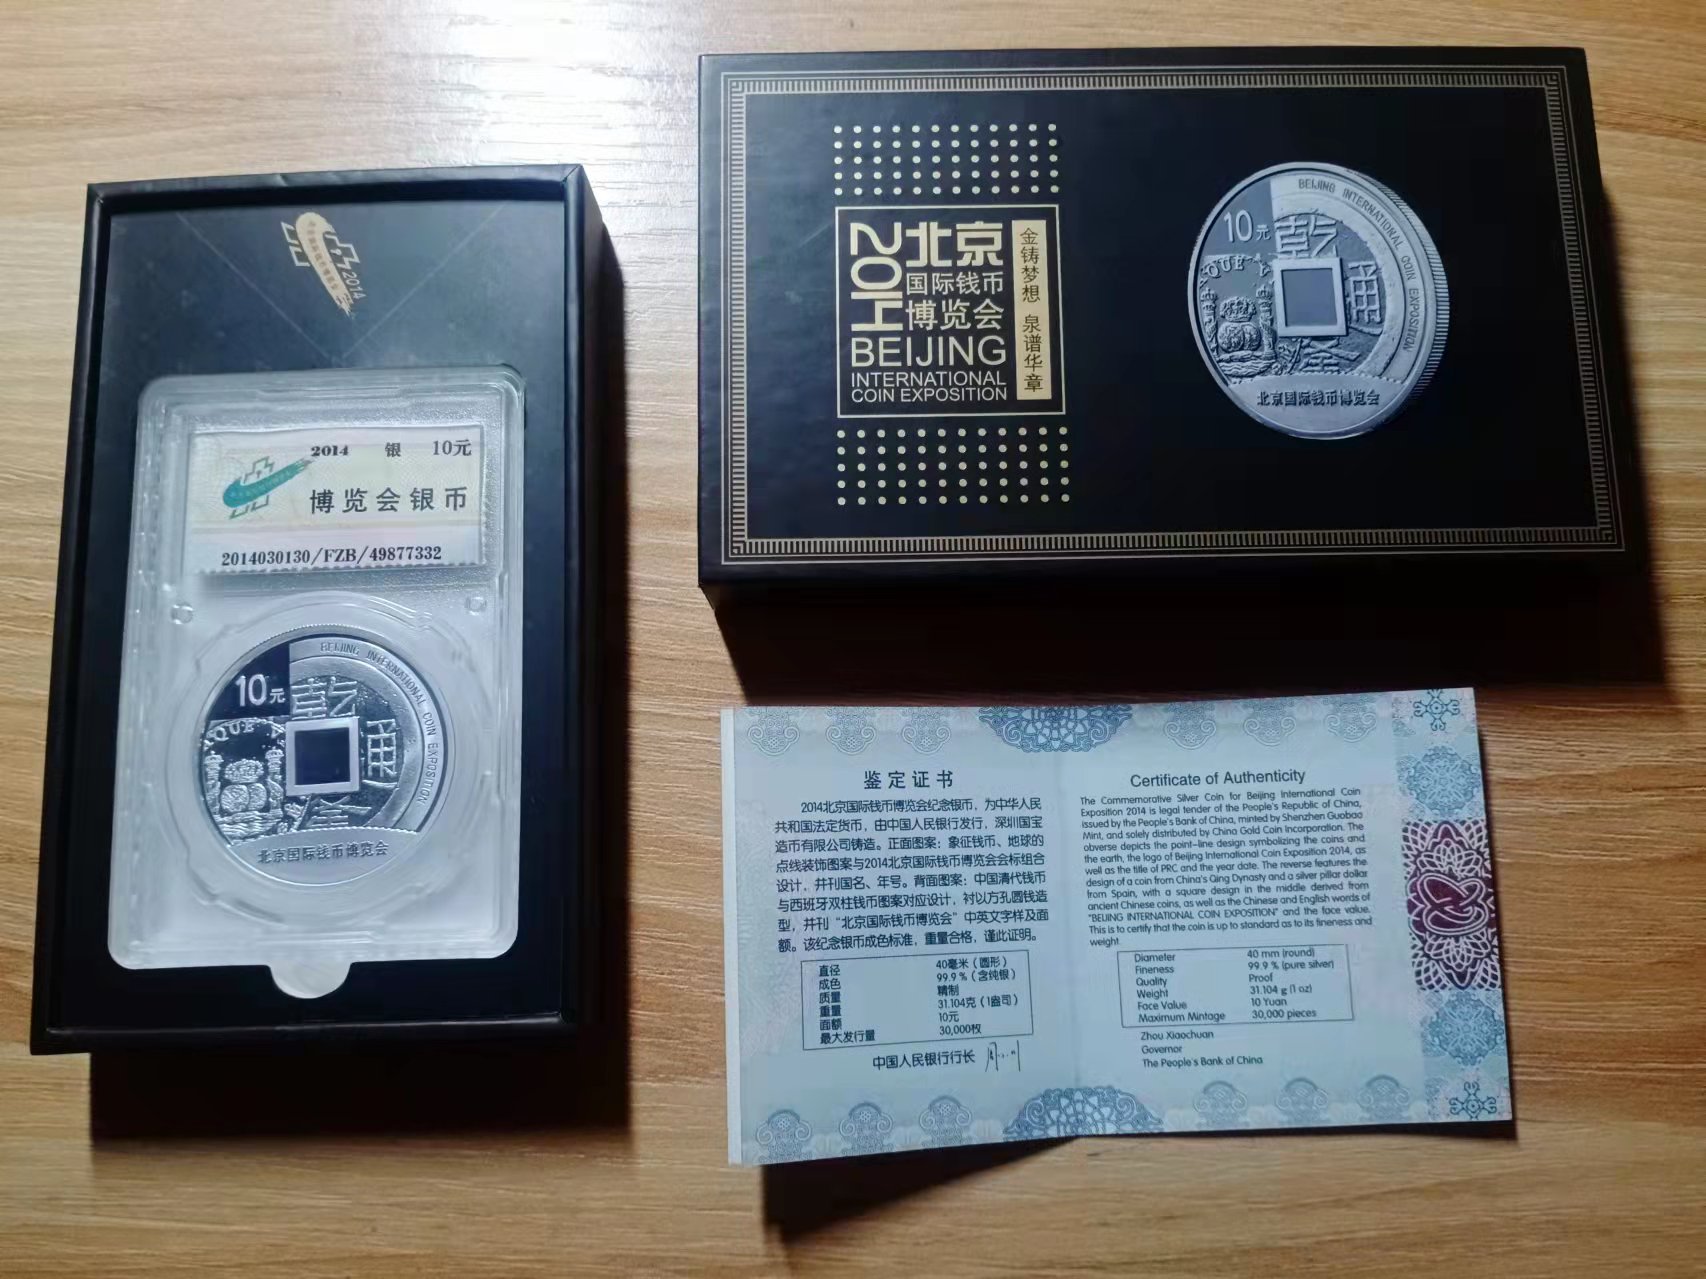 2014
2014 银 10元
博览会银币
2014030130/FZB/49877332
BEIJING INTERNATIONAL COIN EXPOSITION
10元
乾
隆
QUE
北京国际钱币博览会
2014
北京
国际钱币
博览会
BEIJING
INTERNATIONAL
COIN EXPOSITION
金铸梦想 泉谱华章
BEIJING INTERNATIONAL COIN EXPOSITION
10元
乾
隆
QUE
北京国际钱币博览会
鉴定证书
2014北京国际钱币博览会纪念银币，为中华人民
共和国法定货币，由中国人民银行发行，深圳国宝
造币有限公司铸造。正面图案：象征钱币、地球的
点线装饰图案与2014北京国际钱币博览会会标组合
设计，并刊国名、年号。背面图案：中国清代钱币
与西班牙双柱钱币图案对应设计，衬以方孔圆钱造
型，并刊“北京国际钱币博览会”中英文字样及面
额。该纪念银币成色标准，重量合格，谨此证明。
直径 40毫米（圆形）
成色 99.9％（含纯银）
质量 精制
重量 31.104克（1盎司）
面额 10元
最大发行量 30,000枚
中国人民银行行长
Certificate of Authenticity
The Commemorative Silver Coin for Beijing International Coin
Exposition 2014 is legal tender of the People's Republic of China,
issued by the People's Bank of China, minted by Shenzhen Guobao
Mint, and solely distributed by China Gold Coin Incorporation. The
obverse depicts the point-line design symbolizing the coins and
the earth, the logo of Beijing International Coin Exposition 2014, as
well as the title of PRC and the year date. The reverse features the
design of a coin from China's Qing Dynasty and a silver pillar dollar
from Spain, with a square design in the middle derived from
ancient Chinese coins, as well as the Chinese and English words of
"BEIJING INTERNATIONAL COIN EXPOSITION" and the face value.
This is to certify that the coin is up to standard as to its fineness and
weight.
Diameter 40 mm (round)
Fineness 99.9 % (pure silver)
Quality Proof
Weight 31.104 g (1 oz)
Face Value 10 Yuan
Maximum Mintage 30,000 pieces
Zhou Xiaochuan
Governor
The People's Bank of China